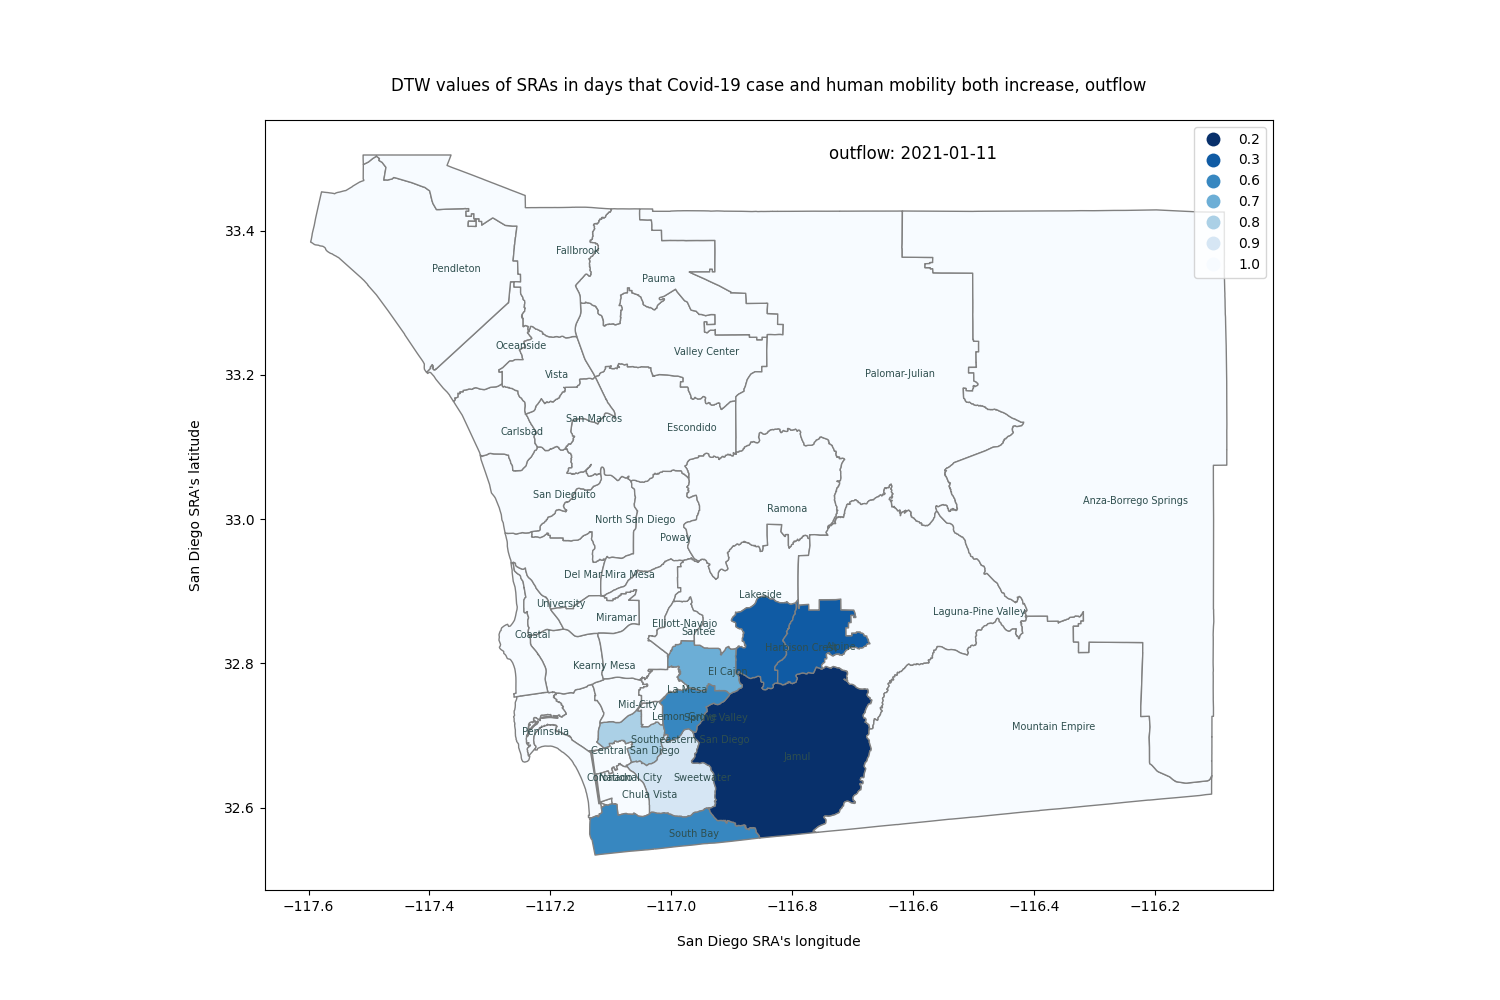 DTW values of SRAs in days that Covid-19 case and human mobility both increase, outflow
outflow: 2021-01-11
0.2
0.3
0.6
0.7
0.8
0.9
1.0
33.4
33.2
33.0
32.8
32.6
San Diego SRA's latitude
Fallbrook
Pendleton
Pauma
Oceanside
Valley Center
Vista
Palomar-Julian
San Marcos
Carlsbad
Escondido
San Dieguito
Anza-Borrego Springs
Ramona
North San Diego
Poway
Del Mar-Mira Mesa
Lakeside
University
Laguna-Pine Valley
Miramar
Elliott-Navajo
Santee
Coastal
Kearny Mesa
El Cajon
La Mesa
Mid-City
Lemon Grove
Spring Valley
Mountain Empire
Peninsula
Southeastern San Diego
Central San Diego
Jamul
Coronado
National City
Sweetwater
Chula Vista
South Bay
−117.6
−117.4
−117.2
−117.0
−116.8
−116.6
−116.4
−116.2
San Diego SRA's longitude